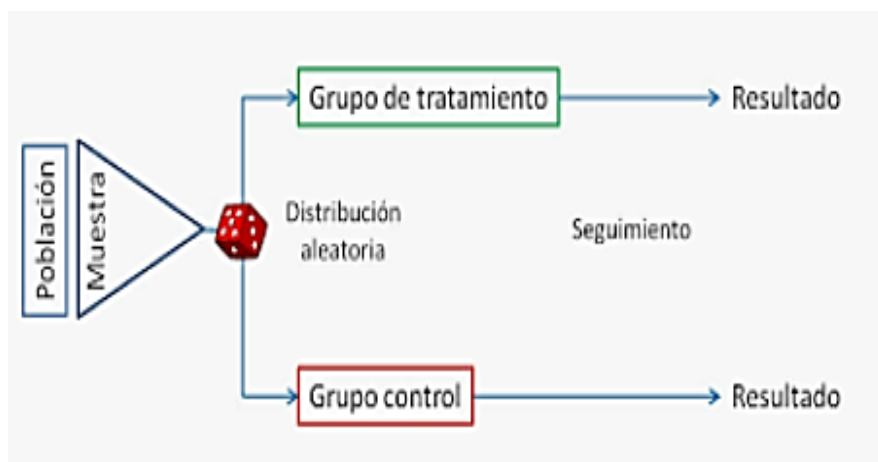 Población
Muestra
Grupo de tratamiento
Resultado
Distribución
aleatoria
Seguimiento
Grupo control
Resultado